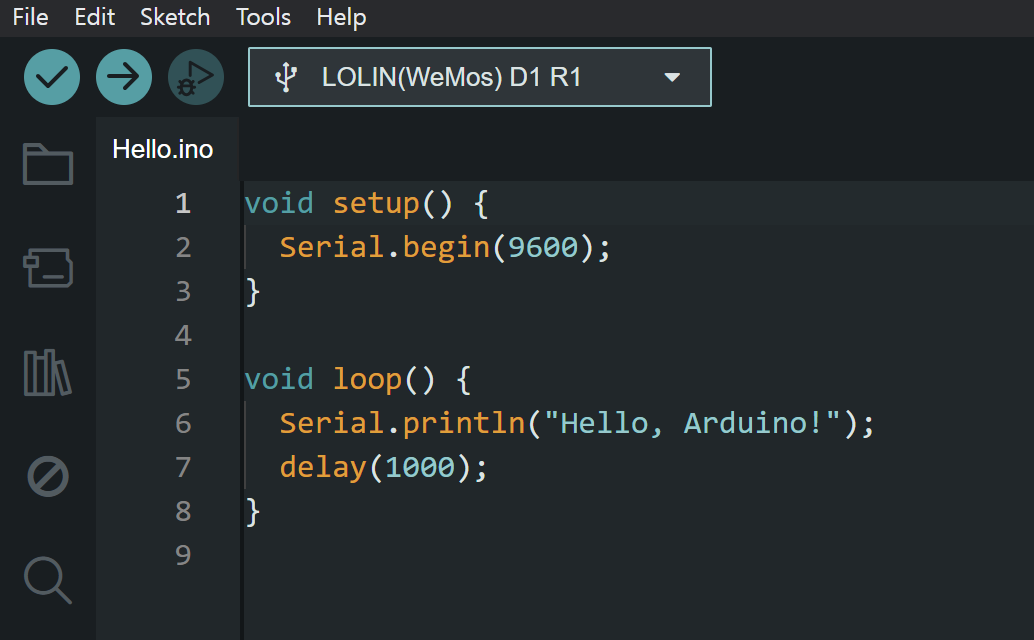 File Edit Sketch Tools Help
LOLIN(WeMos) D1 R1
Hello.ino
1 void setup() {
2   Serial.begin(9600);
3 }
4
5 void loop() {
6   Serial.println("Hello, Arduino!");
7   delay(1000);
8 }
9